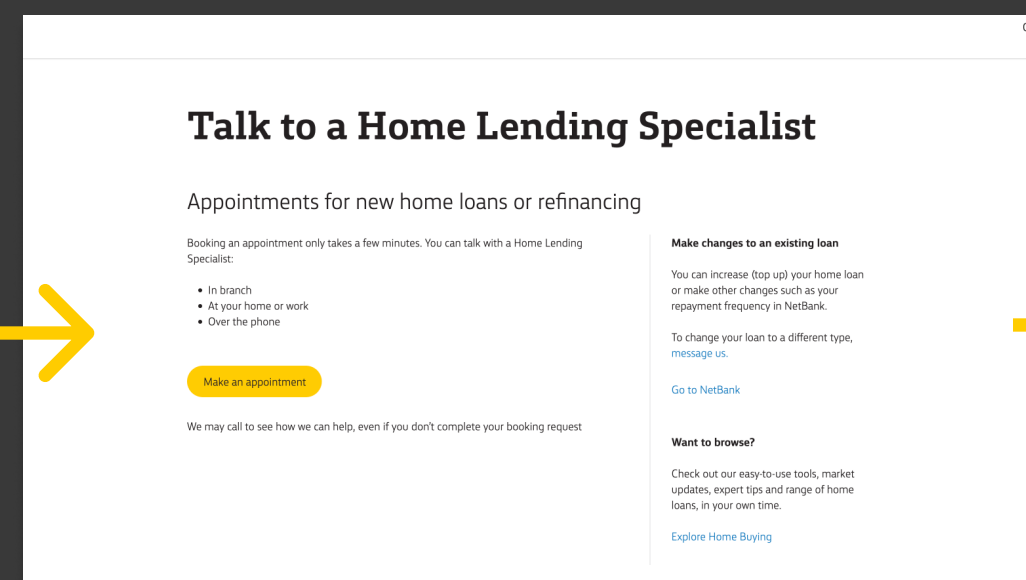 Talk to a Home Lending Specialist
Appointments for new home loans or refinancing
Booking an appointment only takes a few minutes. You can talk with a Home Lending
Specialist:
• In branch
• At your home or work
• Over the phone
Make an appointment
We may call to see how we can help, even if you don’t complete your booking request
Make changes to an existing loan
You can increase (top up) your home loan
or make other changes such as your
repayment frequency in NetBank.
To change your loan to a different type,
message us.
Go to NetBank
Want to browse?
Check out our easy-to-use tools, market
updates, expert tips and range of home
loans, in your own time.
Explore Home Buying